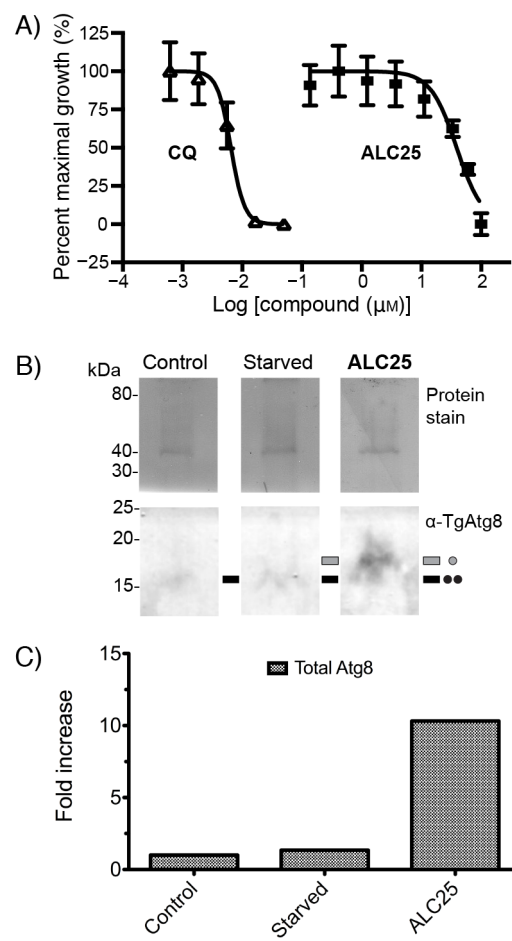 A)
Percent maximal growth (%)
125
100
75
50
25
0
−25
CQ
ALC25
−4 −3 −2 −1 0 1 2
Log [compound (μM)]
B)
kDa
Control Starved ALC25
80-
40-
30-
Protein
stain
25-
20-
15-
α-TgAtg8
C)
Fold increase
15
10
5
0
Total Atg8
Control
Starved
ALC25